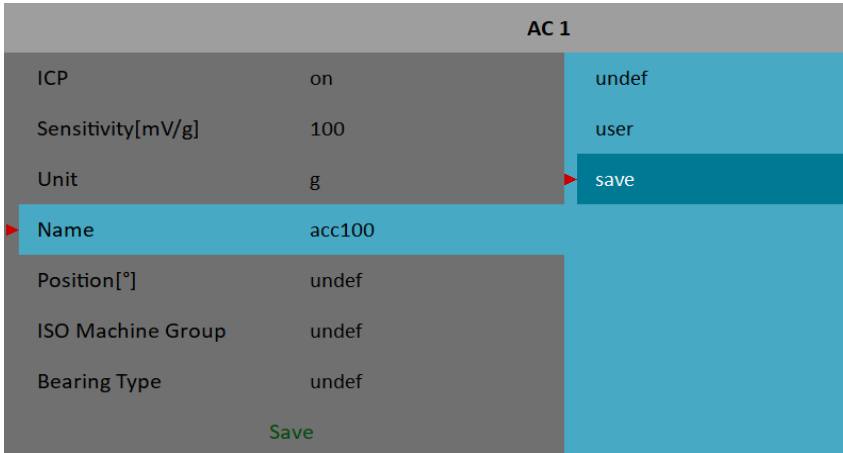 AC 1
ICP on undef
Sensitivity[mV/g] 100 user
Unit g save
Name acc100
Position[°] undef
ISO Machine Group undef
Bearing Type undef
Save